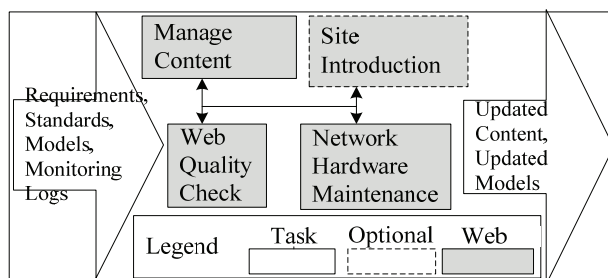 Manage
Content
Site
Introduction
Requirements,
Standards,
Models,
Monitoring
Logs
Web
Quality
Check
Network
Hardware
Maintenance
Updated
Content,
Updated
Models
Legend
Task
Optional
Web